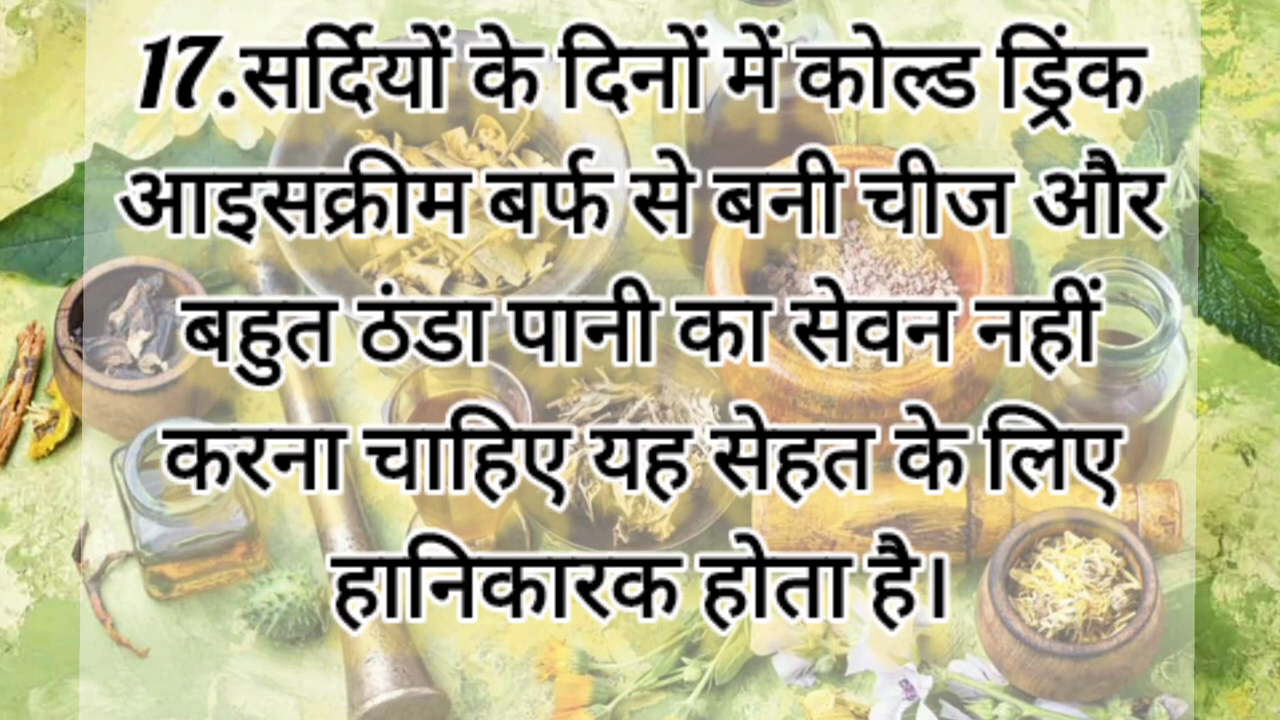 17.सर्दियों के दिनों में कोल्ड ड्रिंक
आइसक्रीम बर्फ से बनी चीज और
बहुत ठंडा पानी का सेवन नहीं
करना चाहिए यह सेहत के लिए
हानिकारक होता है।